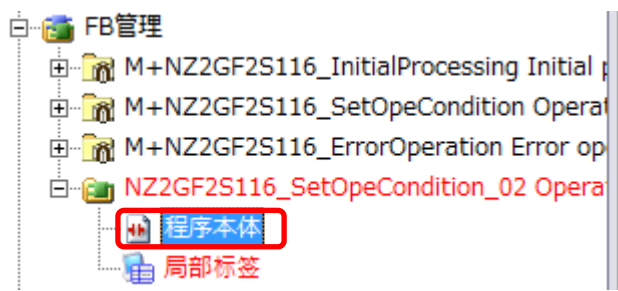 FB管理
M+NZ2GF2S116_InitialProcessing Initial
M+NZ2GF2S116_SetOpeCondition Operat
M+NZ2GF2S116_ErrorOperation Error op
NZ2GF2S116_SetOpeCondition_02 Opera
程序本体
局部标签